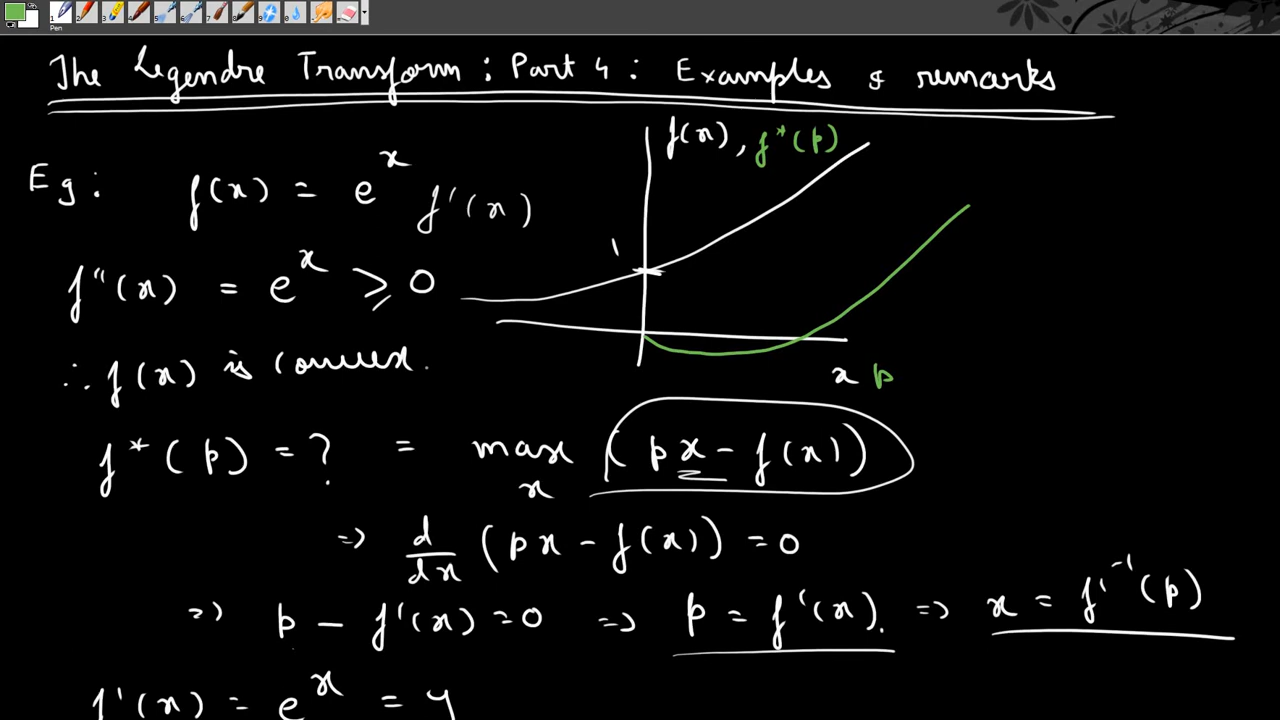 Pen
The Legendre Transform : Part 4 : Examples & remarks
f(x), f*(p)
Eg : f(x) = e^x f'(x)
1
f''(x) = e^x ⩾ 0
∴ f(x) is convex.
x p
f*(p) = ? = max_x (px - f(x))
=> d/dx (px - f(x)) = 0
=> p - f'(x) = 0 => p = f'(x). => x = f'^-1(p)
f'(x) = e^x = y